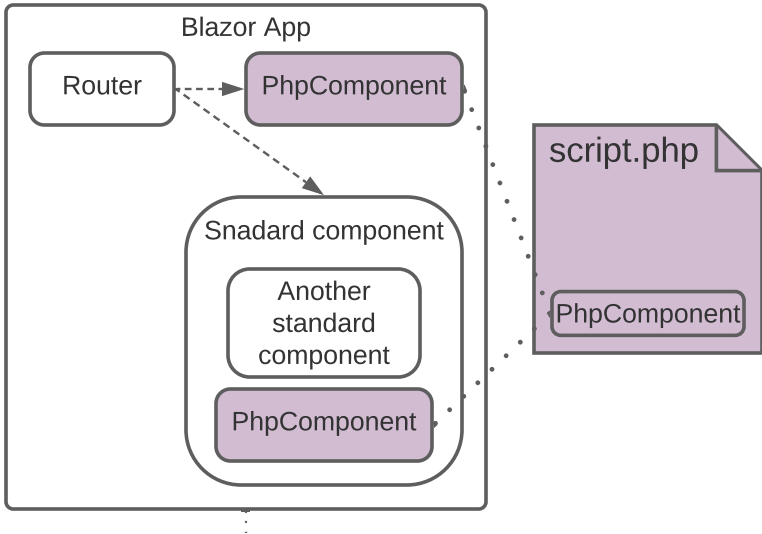 Blazor App
Router
PhpComponent
script.php
Snadard component
Another
standard
component
PhpComponent
PhpComponent